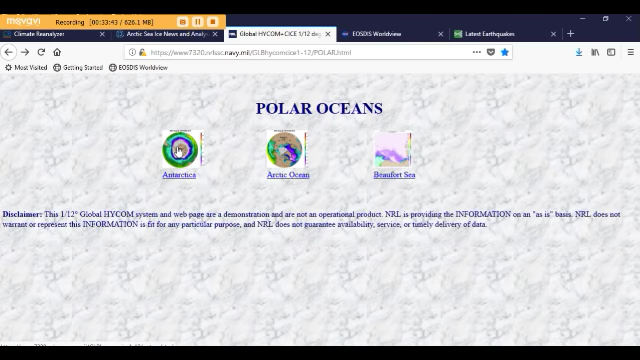 movavi Recording (00:33:43 / 626.1 MB)
Climate Reanalyzer
Arctic Sea Ice News and Analy
Global HYCOM+CICE 1/12 deg
EOSDIS Worldview
Latest Earthquakes
https://www7320.nrlssc.navy.mil/GLBhycomcice1-12/POLAR.html
Most Visited
Getting Started
EOSDIS Worldview
POLAR OCEANS
Antarctica
Arctic Ocean
Beaufort Sea
Disclaimer: This 1/12° Global HYCOM system and web page are a demonstration and are not an operational product. NRL is providing the INFORMATION on an "as is" basis. NRL does not
warrant or represent this INFORMATION is fit for any particular purpose, and NRL does not guarantee availability, service, or timely delivery of data.